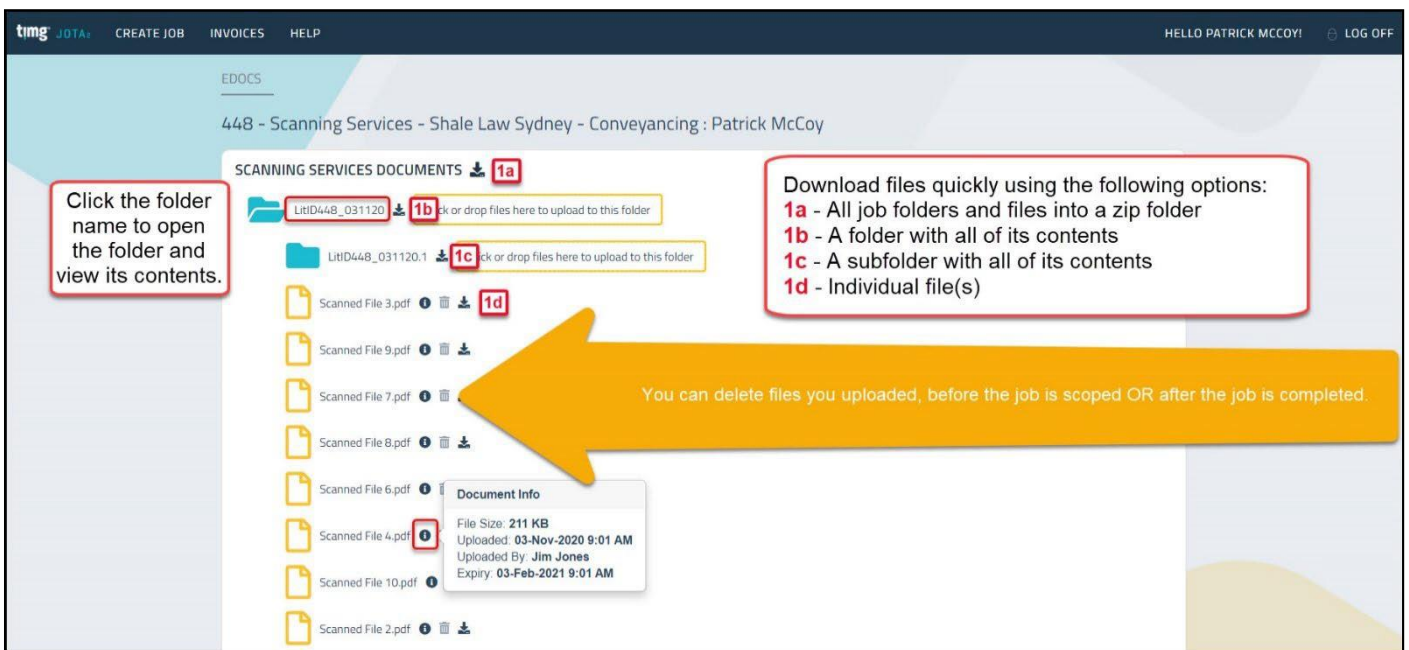 timg JOTA CREATE JOB INVOICES HELP HELLO PATRICK MCCOY! LOG OFF
EDOCS
448 - Scanning Services - Shale Law Sydney - Conveyancing : Patrick McCoy
SCANNING SERVICES DOCUMENTS 1a
Click the folder
name to open
the folder and
view its contents.
LitID448_031120 1b or drop files here to upload to this folder
LitID448_031120.1 1c or drop files here to upload to this folder
Download files quickly using the following options:
1a - All job folders and files into a zip folder
1b - A folder with all of its contents
1c - A subfolder with all of its contents
1d - Individual file(s)
Scanned File 3.pdf 1d
Scanned File 9.pdf
Scanned File 7.pdf
You can delete files you uploaded, before the job is scoped OR after the job is completed.
Scanned File 8.pdf
Scanned File 6.pdf
Scanned File 4.pdf
Document Info
File Size: 211 KB
Uploaded: 03-Nov-2020 9:01 AM
Uploaded By: Jim Jones
Expiry: 03-Feb-2021 9:01 AM
Scanned File 10.pdf
Scanned File 2.pdf